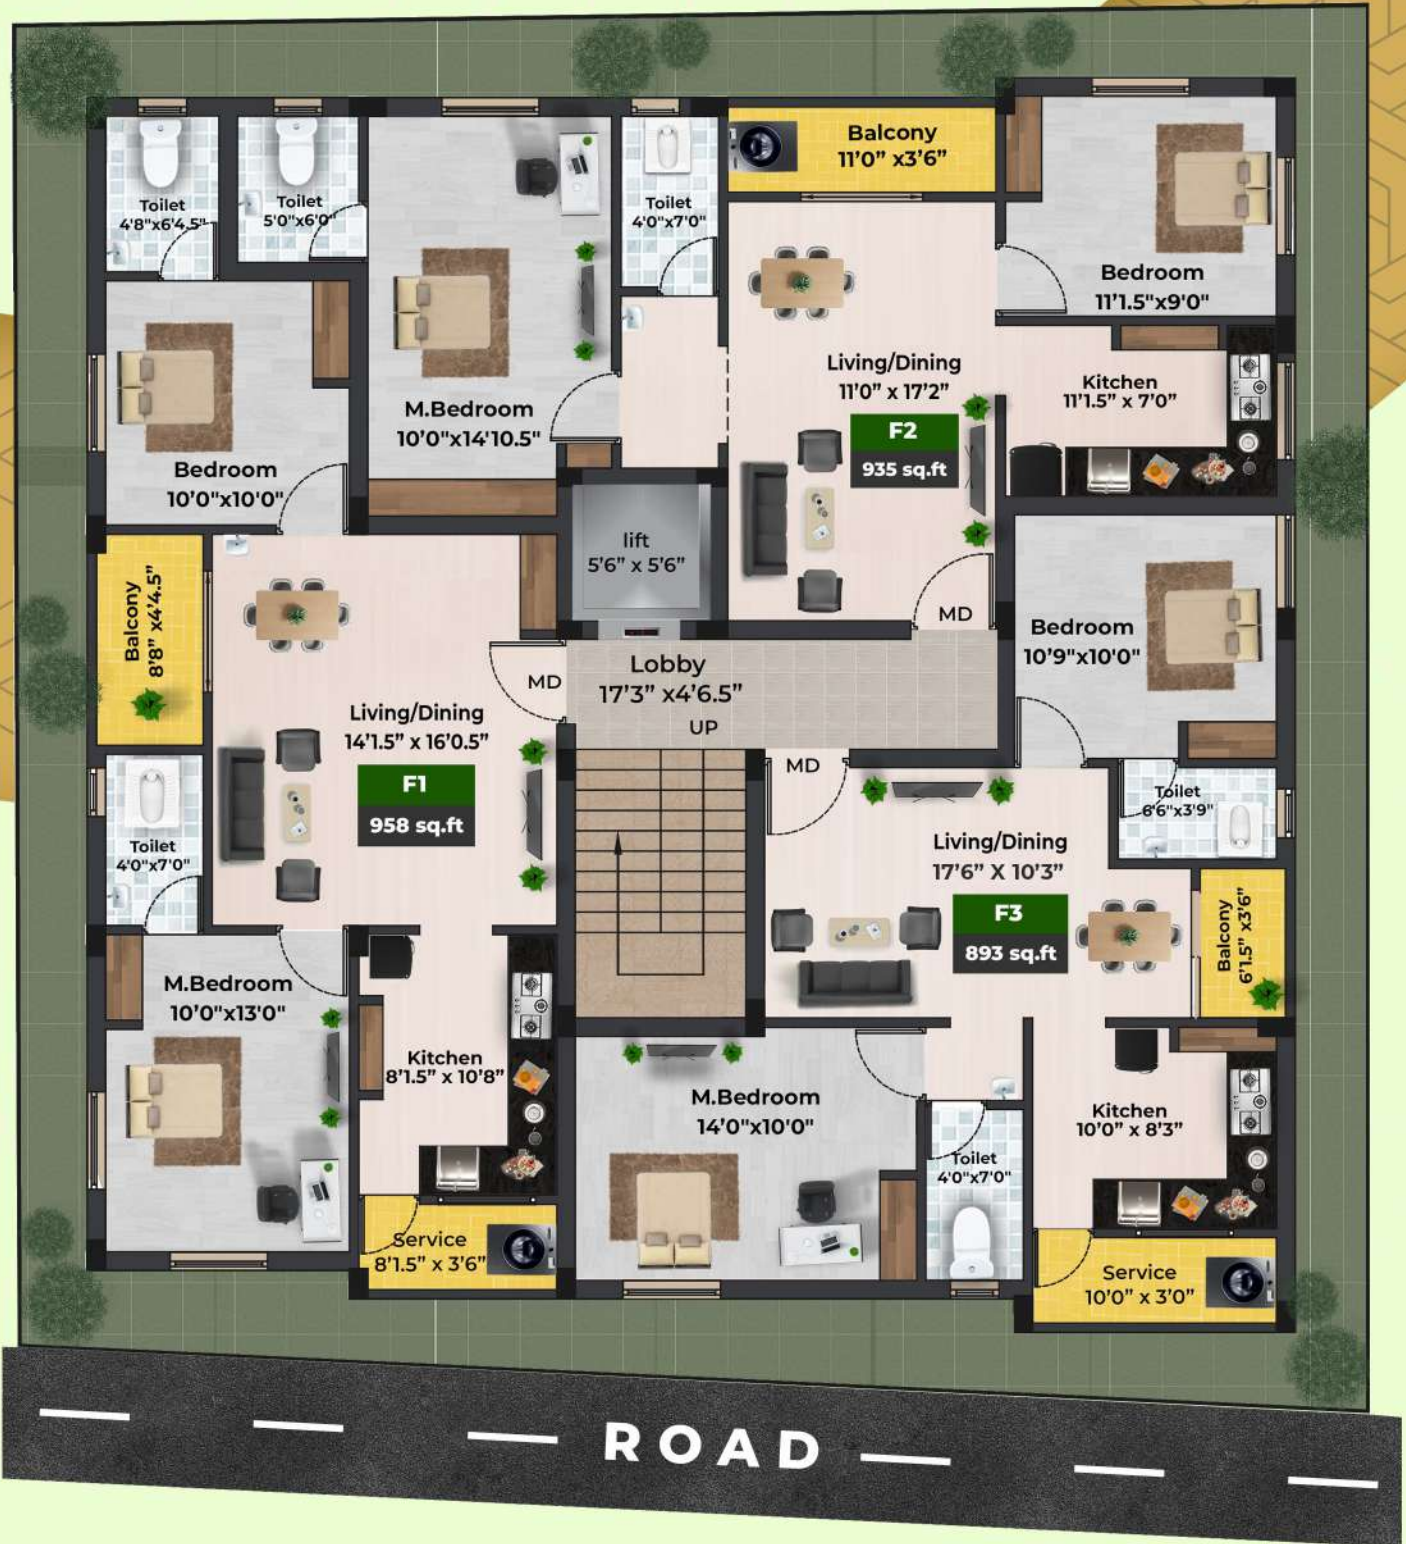 Toilet
4'8"x6'4.5"
Toilet
5'0"x6'0"
Toilet
4'0"x7'0"
Balcony
11'0" x3'6"
Bedroom
11'1.5"x9'0"
M.Bedroom
10'0"x14'10.5"
Living/Dining
11'0" x 17'2"
F2
935 sq.ft
Kitchen
11'1.5" x 7'0"
Bedroom
10'0"x10'0"
lift
5'6" x 5'6"
MD
Bedroom
10'9"x10'0"
Balcony
8'8" x4'4.5"
MD
Lobby
17'3" x4'6.5"
UP
Living/Dining
14'1.5" x 16'0.5"
F1
958 sq.ft
MD
Toilet
6'6"x3'9"
Toilet
4'0"x7'0"
Living/Dining
17'6" X 10'3"
F3
893 sq.ft
Balcony
6'1.5" x3'6"
M.Bedroom
10'0"x13'0"
Kitchen
8'1.5" x 10'8"
M.Bedroom
14'0"x10'0"
Toilet
4'0"x7'0"
Kitchen
10'0" x 8'3"
Service
8'1.5" x 3'6"
Service
10'0" x 3'0"
ROAD